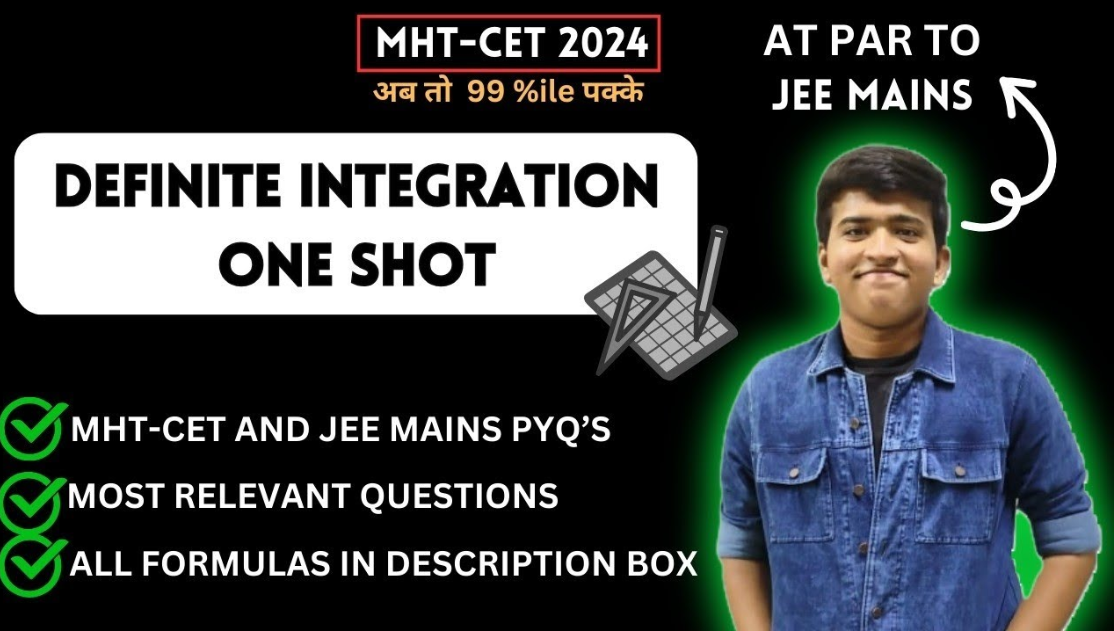 MHT-CET 2024
अब तो 99 %ile पक्के
AT PAR TO
JEE MAINS
DEFINITE INTEGRATION
ONE SHOT
MHT-CET AND JEE MAINS PYQ’S
MOST RELEVANT QUESTIONS
ALL FORMULAS IN DESCRIPTION BOX